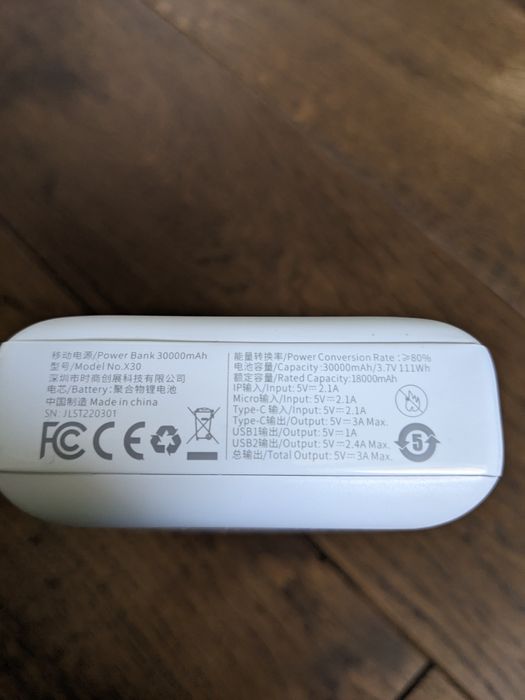 移动电源/Power Bank 30000mAh
型号/Model No.X30
深圳市时商创展科技有限公司
电芯/Battery:聚合物锂电池
中国制造 Made in china
SN: JLST220301
FC CE
能量转换率/Power Conversion Rate :≥80%
电池容量/Capacity:30000mAh/3.7V 111Wh
额定容量/Rated Capacity:18000mAh
IP输入/Input: 5V⎓2.1A
Micro输入/Input: 5V⎓2.1A
Type-C 输入/Input: 5V⎓2.1A
Type-C输出/Output: 5V⎓3A Max.
USB1输出/Output: 5V⎓1A
USB2输出/Output: 5V⎓2.4A Max.
总输出/Total Output: 5V⎓3A Max.
5